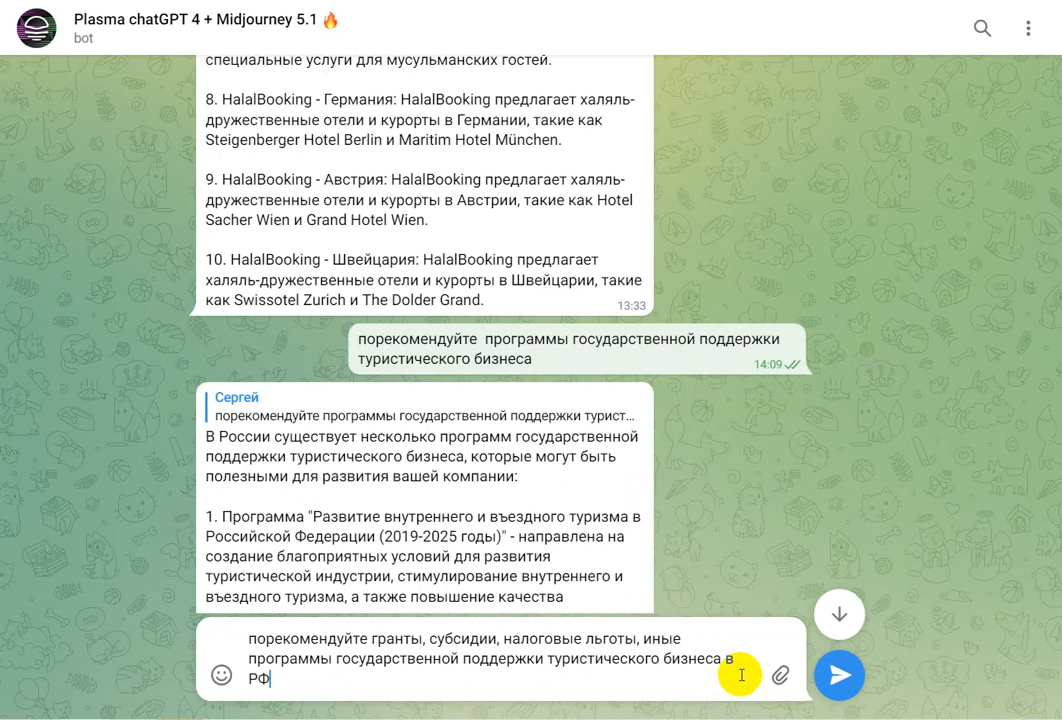 Plasma chatGPT 4 + Midjourney 5.1 🔥
bot
специальные услуги для мусульманских гостей.
8. HalalBooking - Германия: HalalBooking предлагает халяль-
дружественные отели и курорты в Германии, такие как
Steigenberger Hotel Berlin и Maritim Hotel München.
9. HalalBooking - Австрия: HalalBooking предлагает халяль-
дружественные отели и курорты в Австрии, такие как Hotel
Sacher Wien и Grand Hotel Wien.
10. HalalBooking - Швейцария: HalalBooking предлагает
халяль-дружественные отели и курорты в Швейцарии, такие
как Swissotel Zurich и The Dolder Grand.
13:33
порекомендуйте  программы государственной поддержки
туристического бизнеса
14:09
Сергей
порекомендуйте программы государственной поддержки турист...
В России существует несколько программ государственной
поддержки туристического бизнеса, которые могут быть
полезными для развития вашей компании:
1. Программа "Развитие внутреннего и въездного туризма в
Российской Федерации (2019-2025 годы)" - направлена на
создание благоприятных условий для развития
туристической индустрии, стимулирование внутреннего и
въездного туризма, а также повышение качества
порекомендуйте гранты, субсидии, налоговые льготы, иные
программы государственной поддержки туристического бизнеса в
РФ